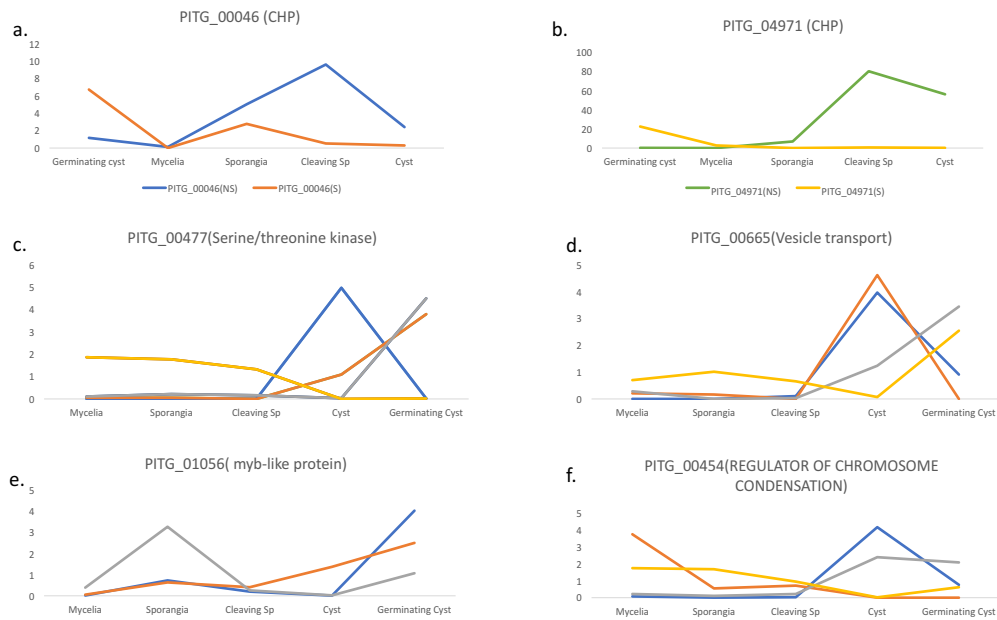 a.
PITG_00046 (CHP)
12
10
8
6
4
2
0
Germinating cyst Mycelia Sporangia Cleaving Sp Cyst
PITG_00046(NS) PITG_00046(S)
b.
PITG_04971 (CHP)
100
80
60
40
20
0
Germinating cyst Mycelia Sporangia Cleaving Sp Cyst
PITG_04971(NS) PITG_04971(S)
c.
PITG_00477(Serine/threonine kinase)
6
5
4
3
2
1
0
Mycelia Sporangia Cleaving Sp Cyst Germinating Cyst
d.
PITG_00665(Vesicle transport)
5
4
3
2
1
0
Mycelia Sporangia Cleaving Sp Cyst Germinating Cyst
e.
PITG_01056( myb-like protein)
5
4
3
2
1
0
Mycelia Sporangia Cleaving Sp Cyst Germinating Cyst
f.
PITG_00454(REGULATOR OF CHROMOSOME
CONDENSATION)
5
4
3
2
1
0
Mycelia Sporangia Cleaving Sp Cyst Germinating Cyst